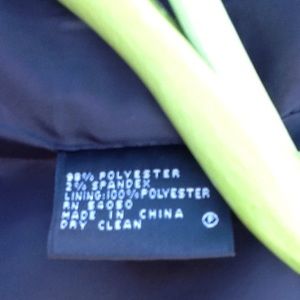 98% POLYESTER
2% SPANDEX
LINING:100% POLYESTER
RN 54050
MADE IN CHINA
DRY CLEAN